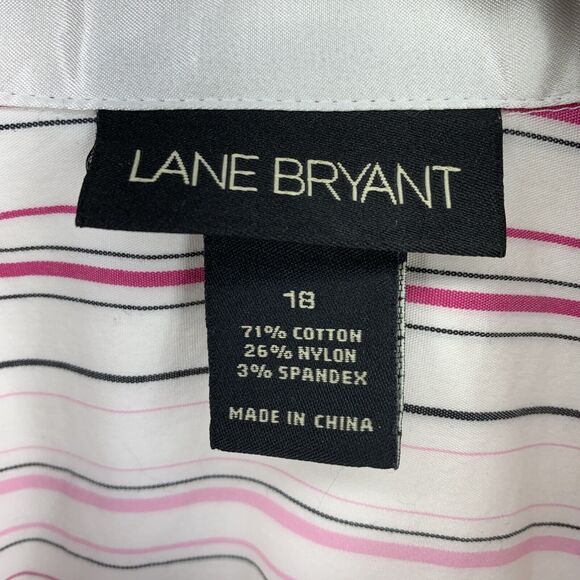 LANE BRYANT
18
71% COTTON
26% NYLON
3% SPANDEX
MADE IN CHINA